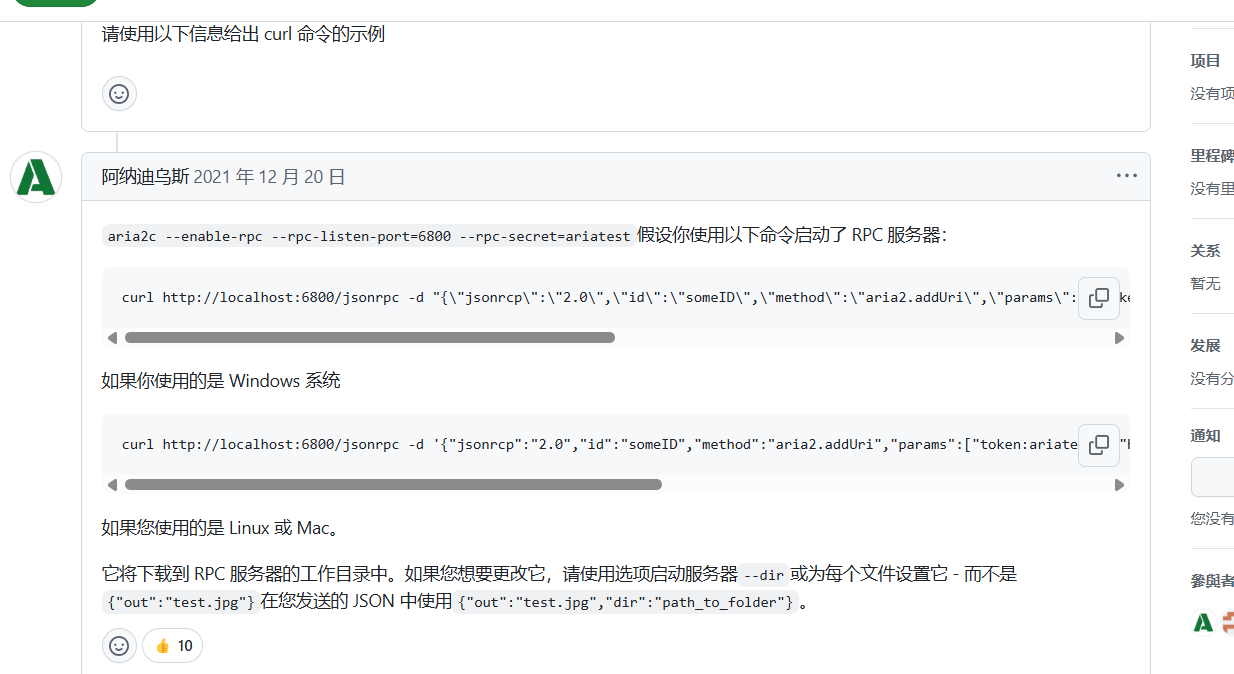 请使用以下信息给出 curl 命令的示例
项目
没有项
里程碑
没有里
阿纳迪乌斯 2021 年 12 月 20 日
aria2c --enable-rpc --rpc-listen-port=6800 --rpc-secret=ariatest 假设你使用以下命令启动了 RPC 服务器：
关系
暂无
curl http://localhost:6800/jsonrpc -d "{\"jsonrcp\":\"2.0\",\"id\":\"someID\",\"method\":\"aria2.addUri\",\"params\":
发展
没有分
如果你使用的是 Windows 系统
通知
curl http://localhost:6800/jsonrpc -d '{"jsonrcp":"2.0","id":"someID","method":"aria2.addUri","params":["token:ariate
您没有
如果您使用的是 Linux 或 Mac。
它将下载到 RPC 服务器的工作目录中。如果您想要更改它，请使用选项启动服务器 --dir 或为每个文件设置它 - 而不是
參與者
{"out":"test.jpg"} 在您发送的 JSON 中使用 {"out":"test.jpg","dir":"path_to_folder"} 。
👍 10